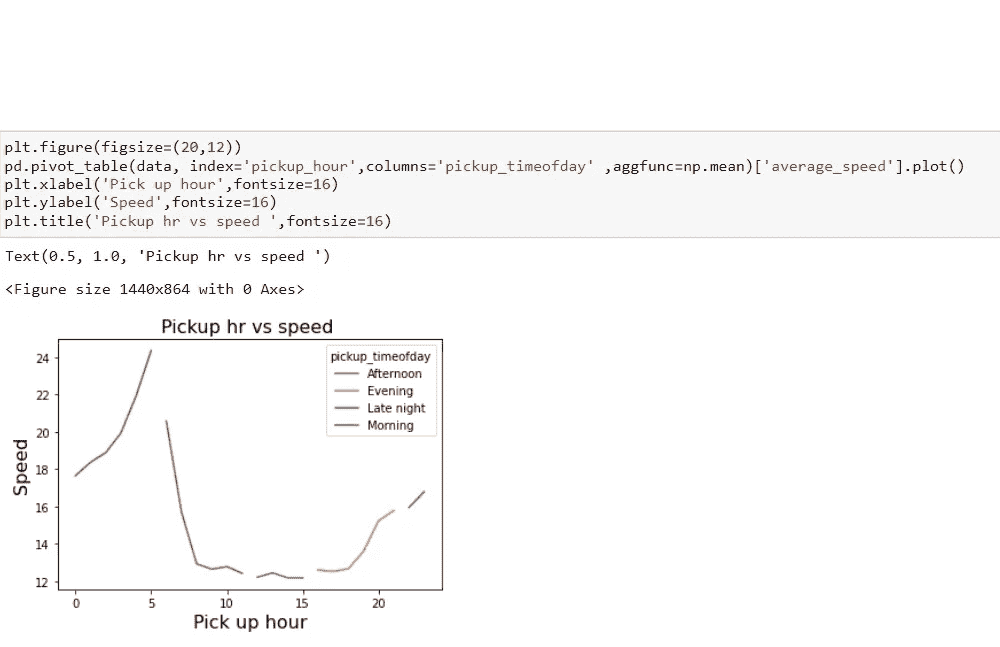 plt.figure(figsize=(20,12))
pd.pivot_table(data, index='pickup_hour',columns='pickup_timeofday' ,aggfunc=np.mean)['average_speed'].plot()
plt.xlabel('Pick up hour',fontsize=16)
plt.ylabel('Speed',fontsize=16)
plt.title('Pickup hr vs speed ',fontsize=16)
Text(0.5, 1.0, 'Pickup hr vs speed ')
<Figure size 1440x864 with 0 Axes>
Pickup hr vs speed
pickup_timeofday
Afternoon
Evening
Late night
Morning
24
22
20
18
16
14
12
Speed
0 5 10 15 20
Pick up hour